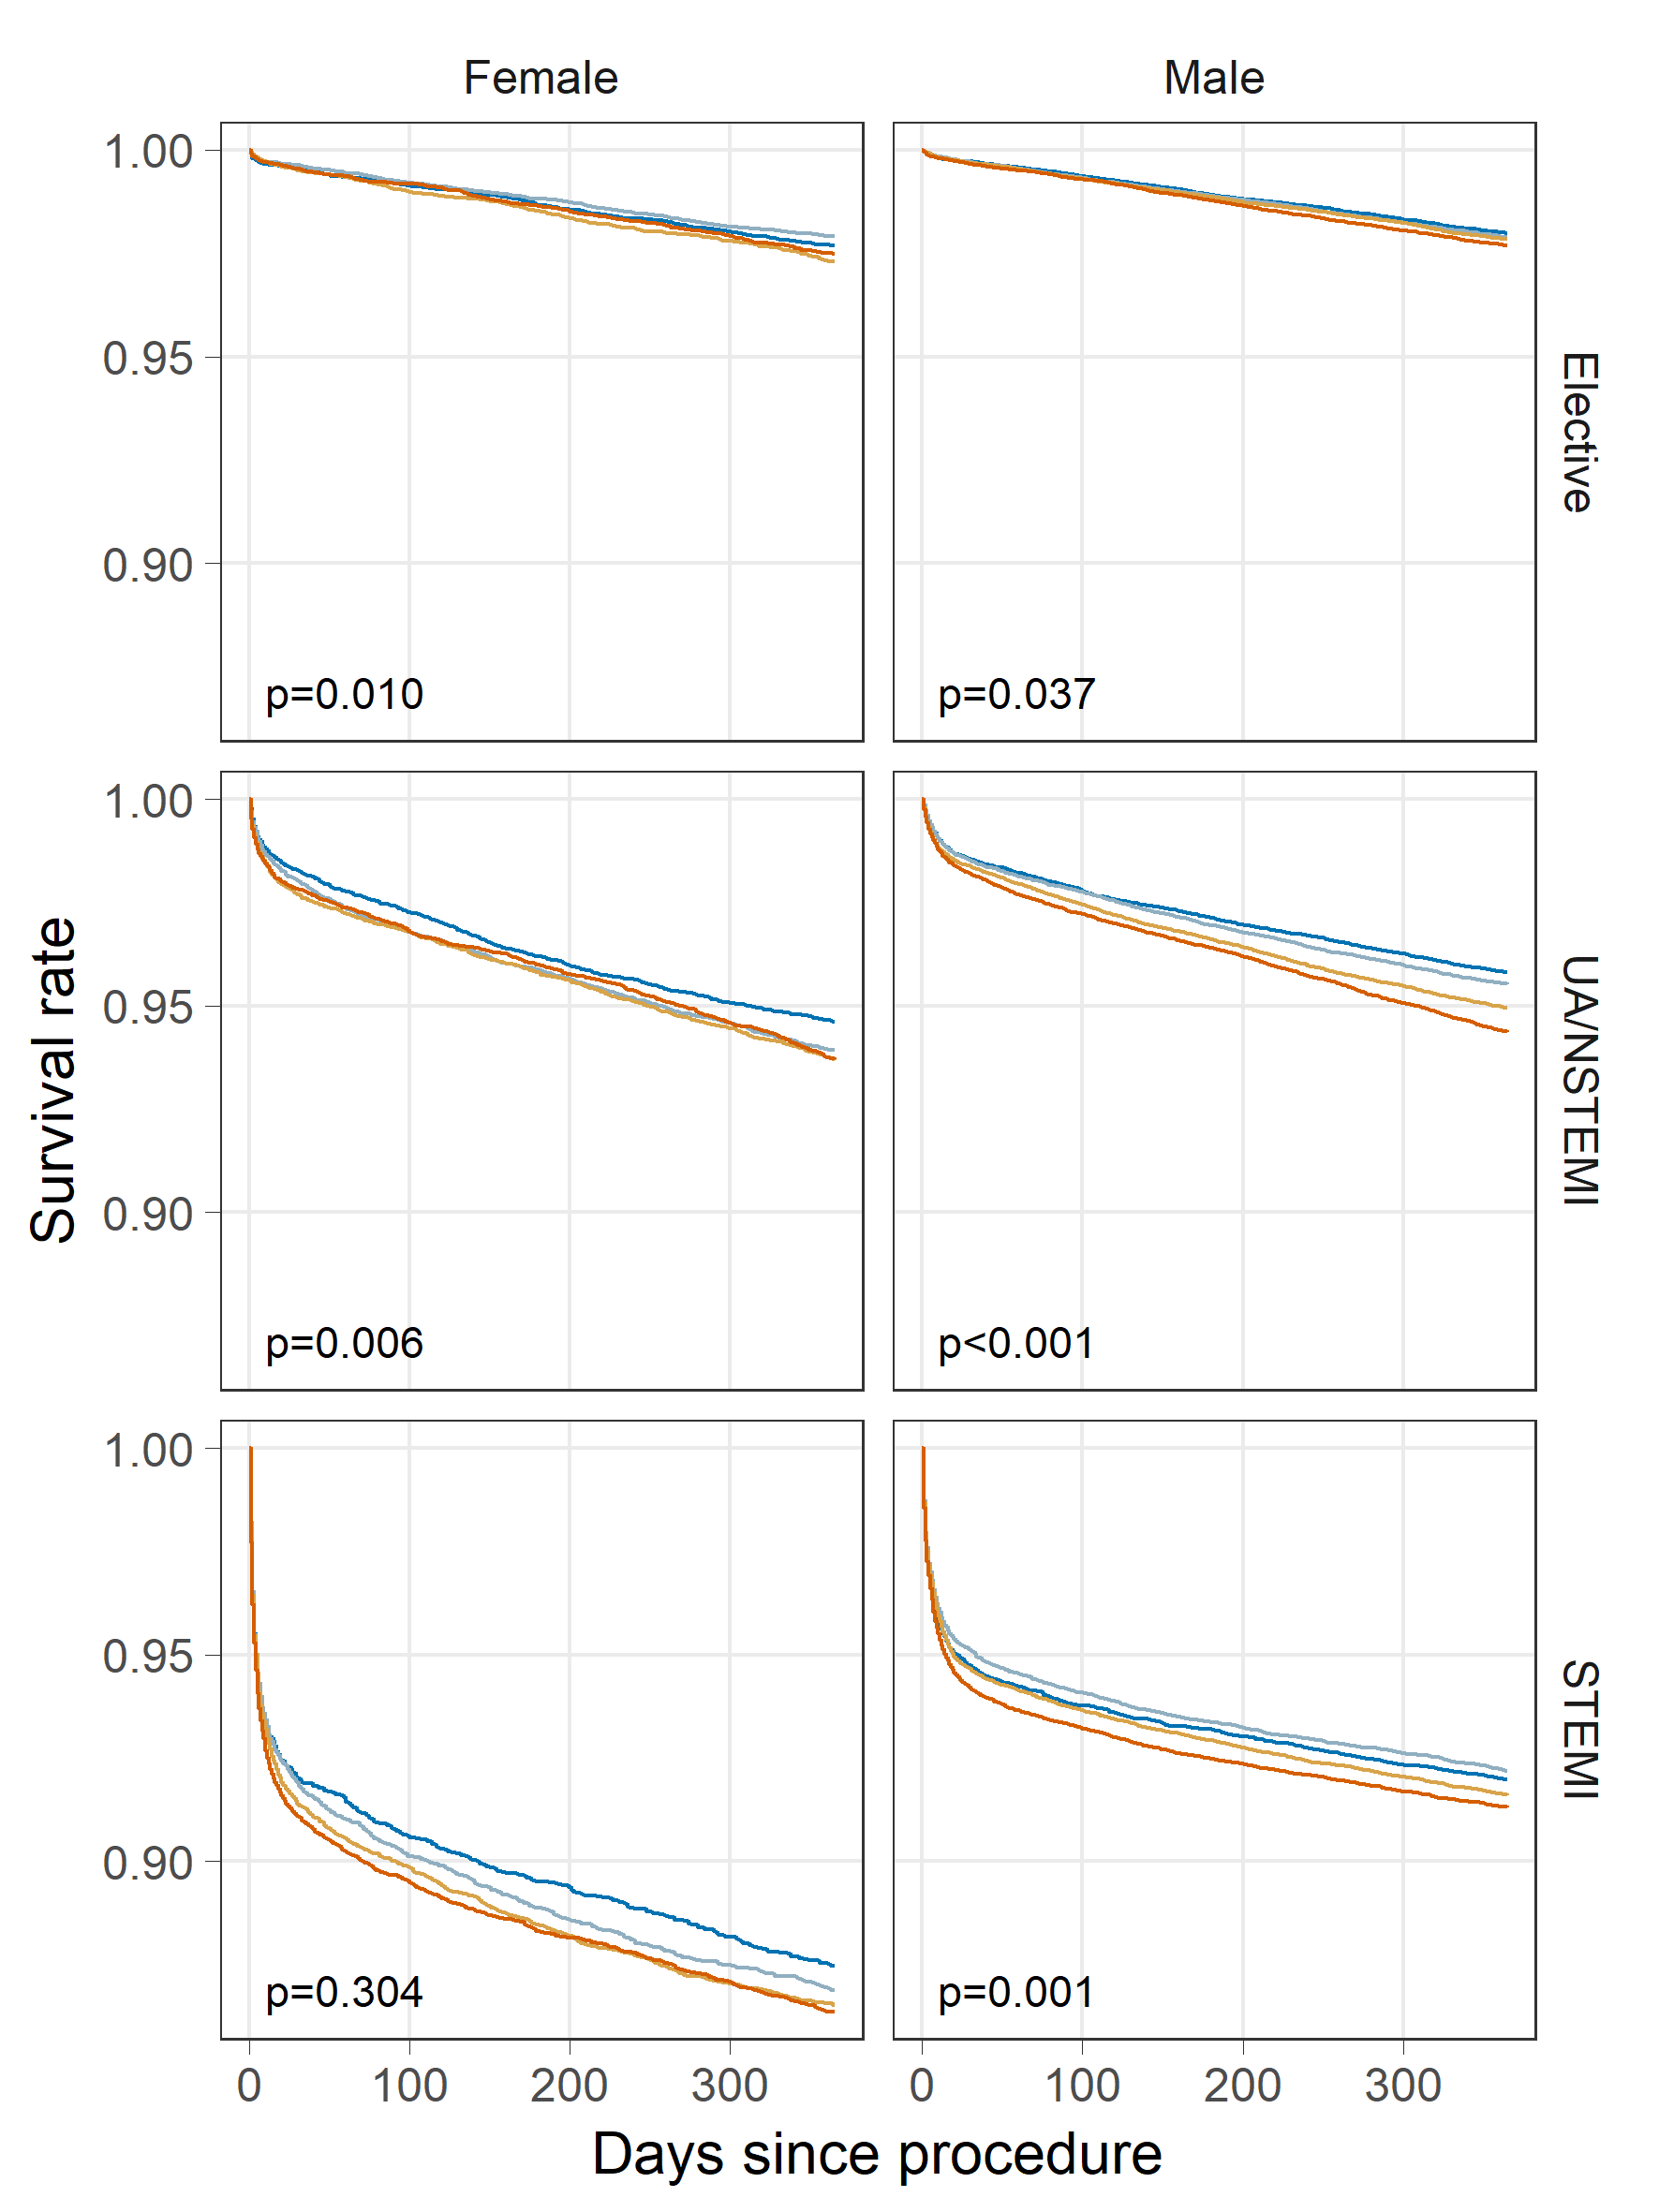 Female
Male
1.00
0.95
0.90
p=0.010
p=0.037
Elective
1.00
0.95
0.90
p=0.006
p<0.001
UA/NSTEMI
Survival rate
1.00
0.95
0.90
p=0.304
p=0.001
STEMI
0 100 200 300
0 100 200 300
Days since procedure